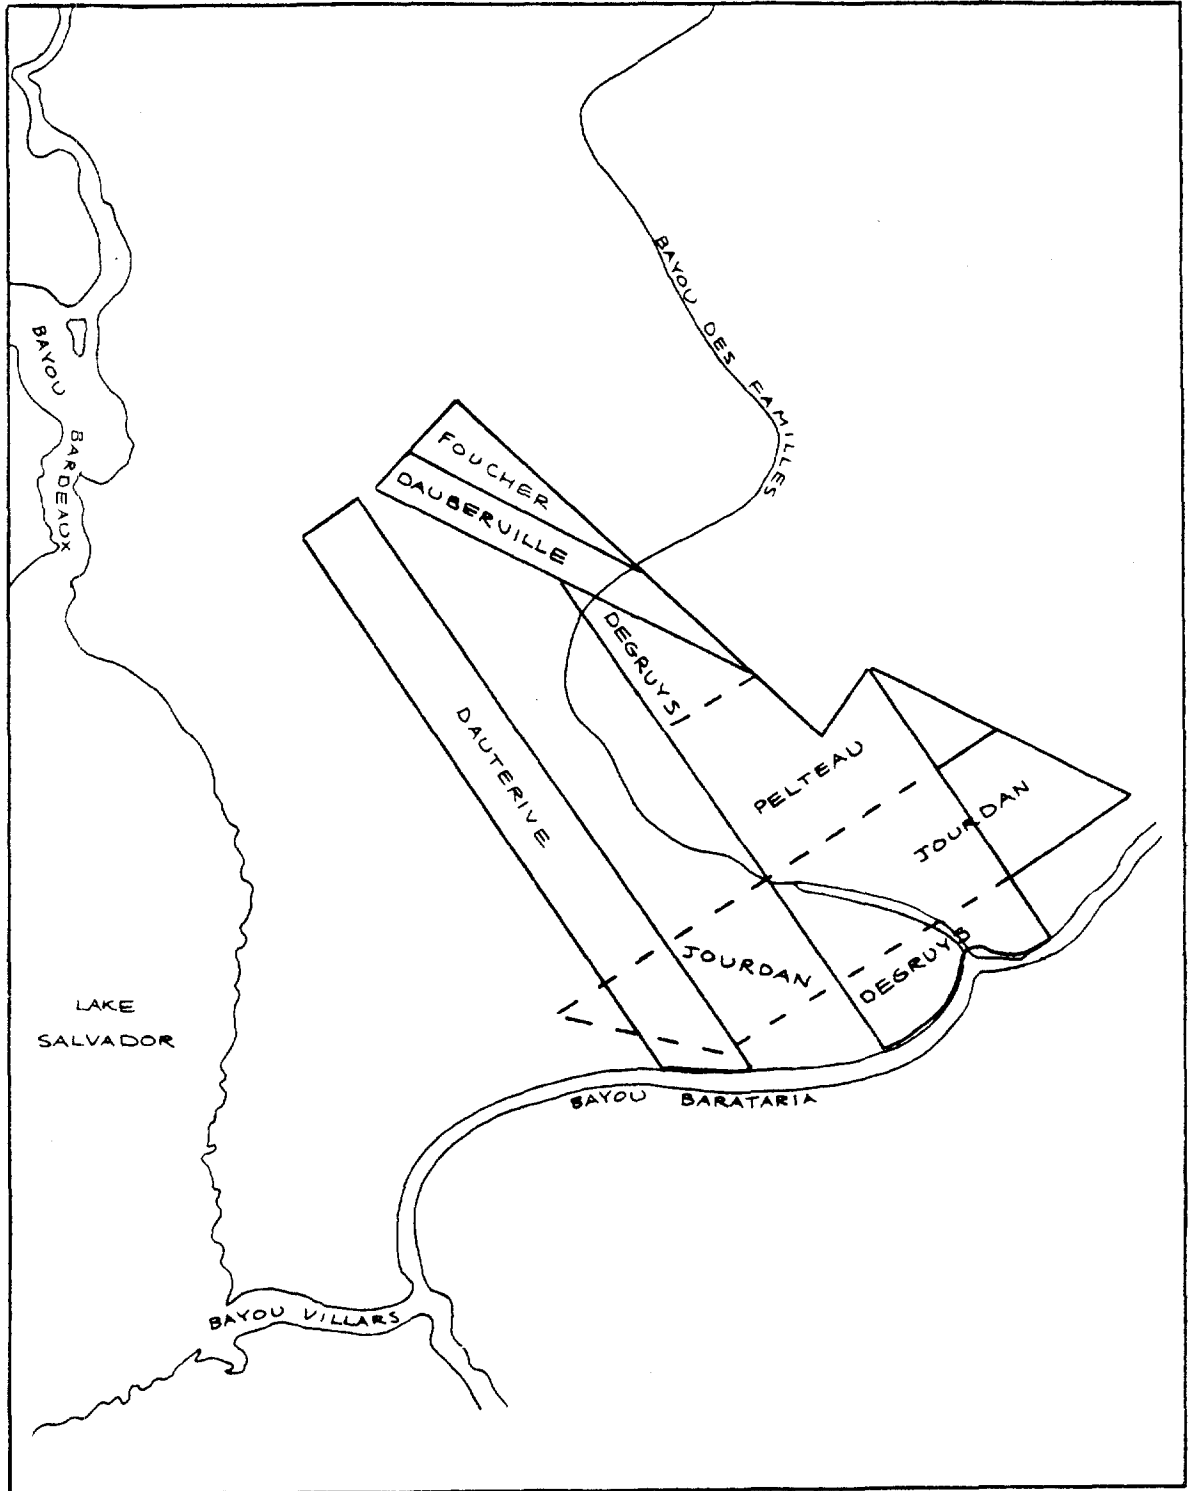 BAYOU DES FAMILLES
BAYOU BARDEAUX
FOUCHER
DAUBERVILLE
DEGRUYS
DAUTERIVE
PELTEAU
JOURDAN
JOURDAN
DEGRUYS
LAKE
SALVADOR
BAYOU BARATARIA
BAYOU VILLARS